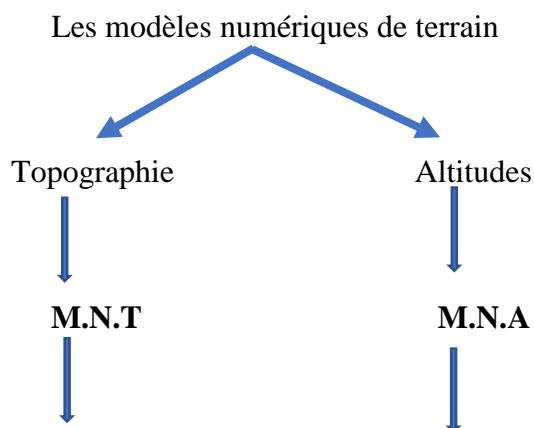 Les modèles numériques de terrain
Topographie Altitudes
M.N.T M.N.A